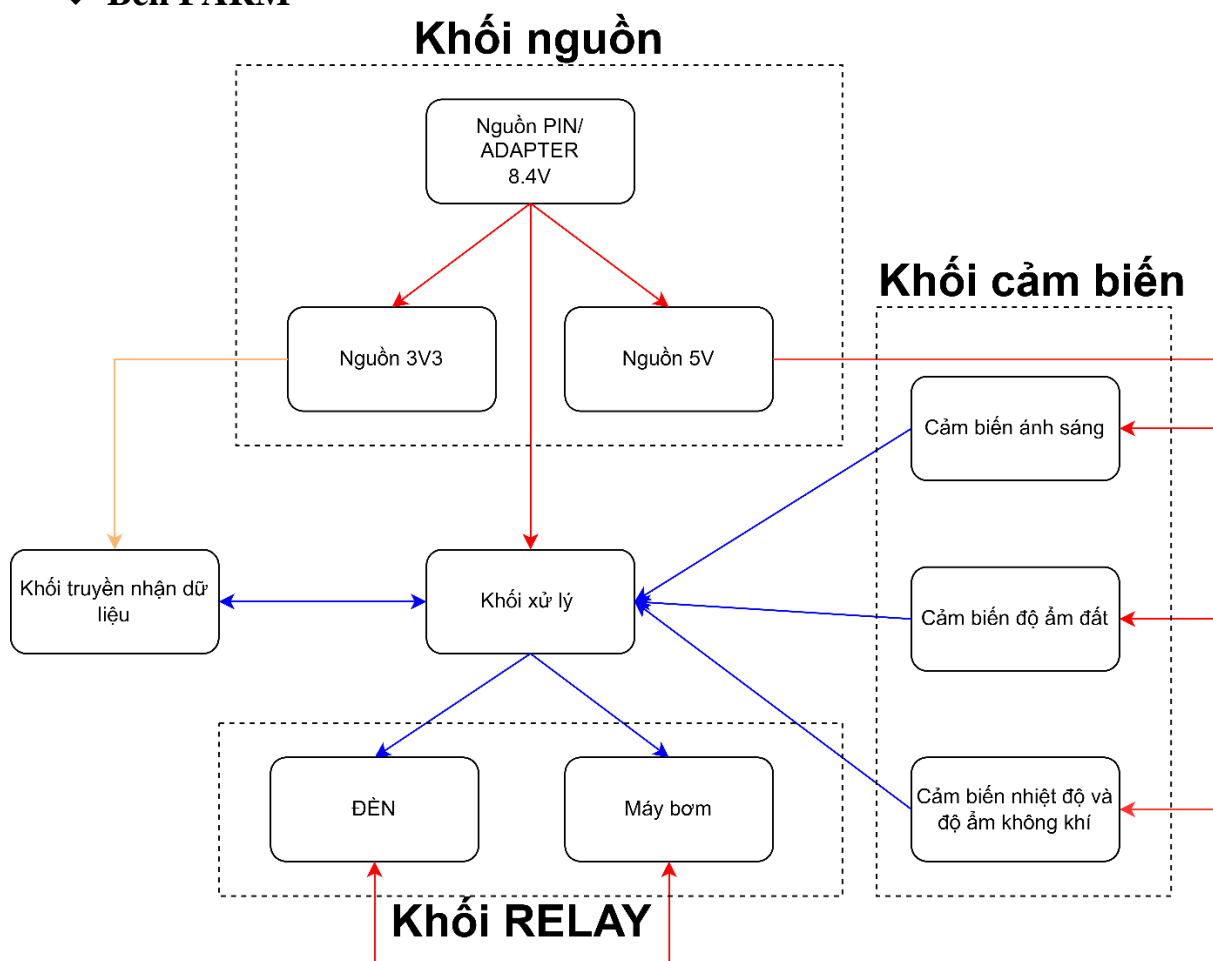 Bên FARM
Khối nguồn
Nguồn PIN/
ADAPTER
8.4V
Nguồn 3V3
Nguồn 5V
Khối cảm biến
Cảm biến ánh sáng
Khối truyền nhận dữ
liệu
Khối xử lý
Cảm biến độ ẩm đất
ĐÈN
Máy bơm
Cảm biến nhiệt độ và
độ ẩm không khí
Khối RELAY